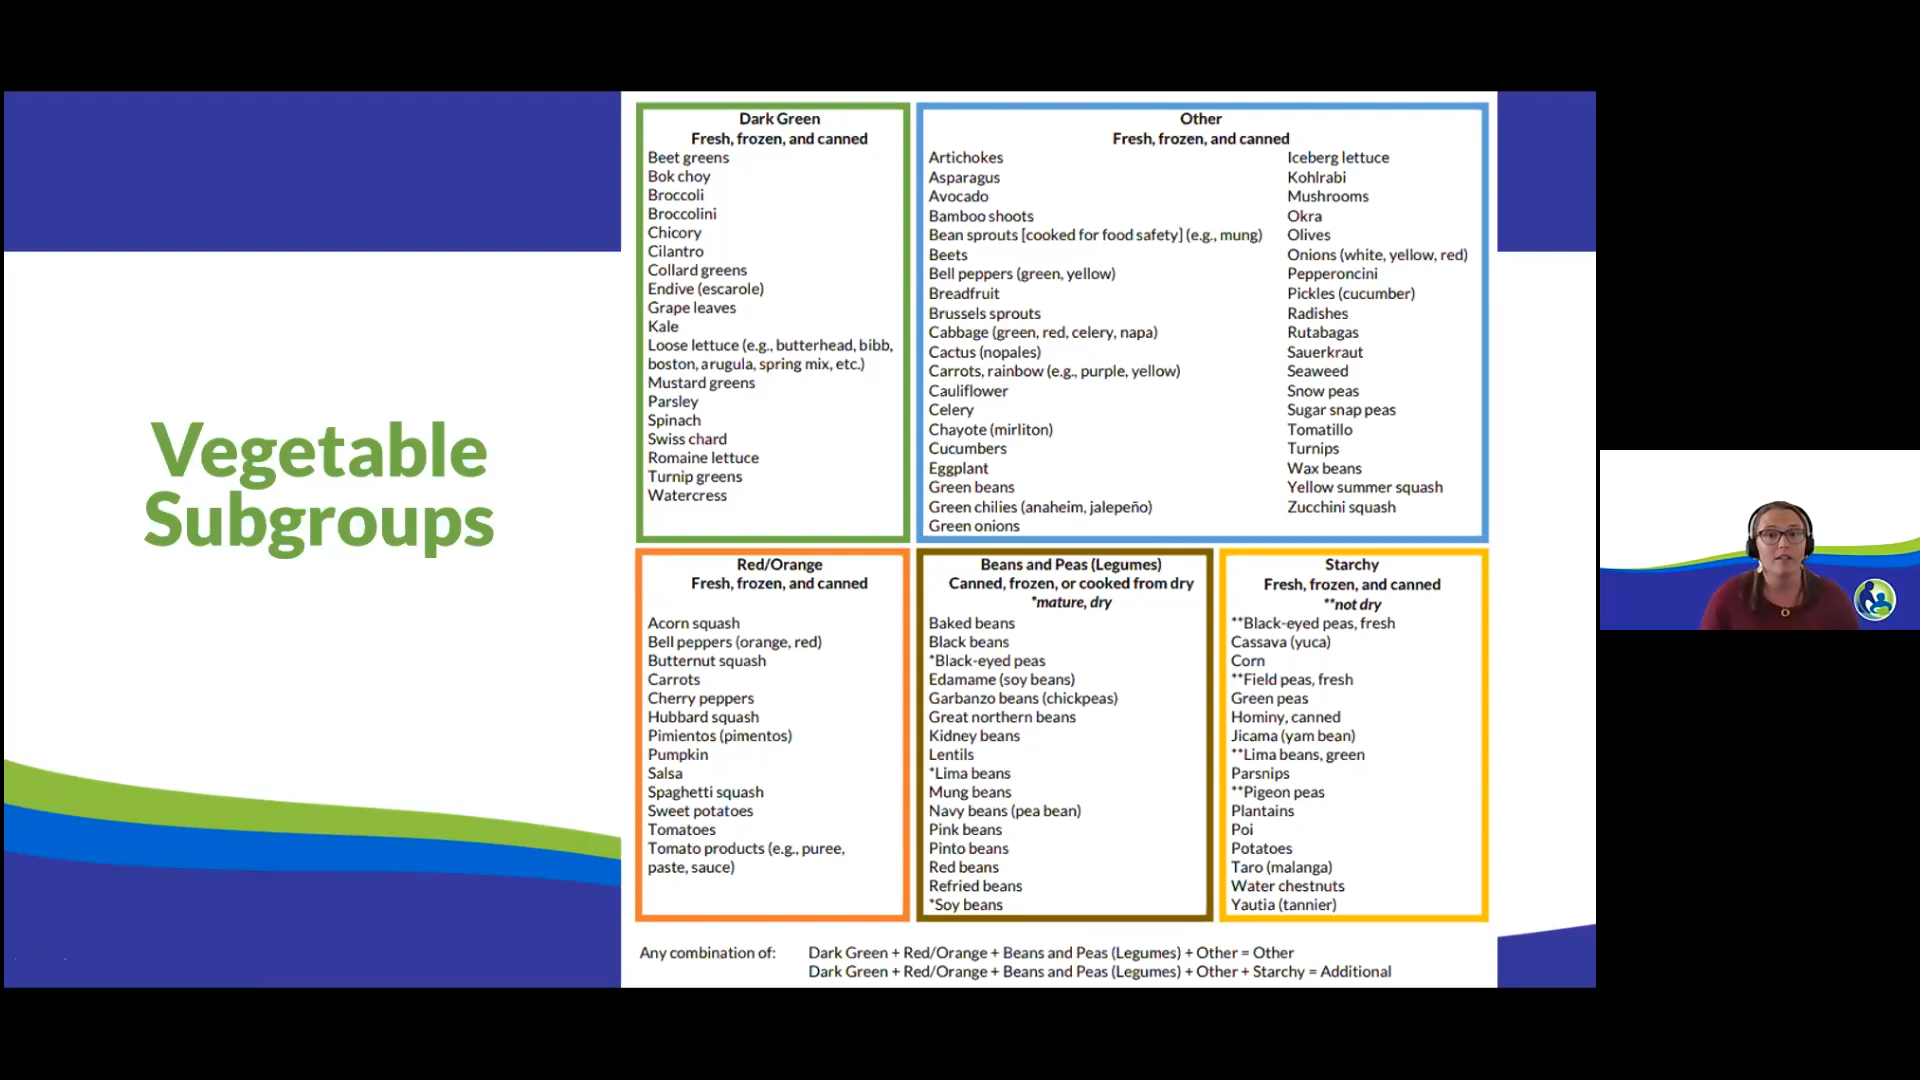 Vegetable
Subgroups
Dark Green
Fresh, frozen, and canned
Beet greens
Bok choy
Broccoli
Broccolini
Chicory
Cilantro
Collard greens
Endive (escarole)
Grape leaves
Kale
Loose lettuce (e.g., butterhead, bibb,
boston, arugula, spring mix, etc.)
Mustard greens
Parsley
Spinach
Swiss chard
Romaine lettuce
Turnip greens
Watercress
Other
Fresh, frozen, and canned
Artichokes
Asparagus
Avocado
Bamboo shoots
Bean sprouts [cooked for food safety] (e.g., mung)
Beets
Bell peppers (green, yellow)
Breadfruit
Brussels sprouts
Cabbage (green, red, celery, napa)
Cactus (nopales)
Carrots, rainbow (e.g., purple, yellow)
Cauliflower
Celery
Chayote (mirliton)
Cucumbers
Eggplant
Green beans
Green chilies (anaheim, jalepeño)
Green onions
Iceberg lettuce
Kohlrabi
Mushrooms
Okra
Olives
Onions (white, yellow, red)
Pepperoncini
Pickles (cucumber)
Radishes
Rutabagas
Sauerkraut
Seaweed
Snow peas
Sugar snap peas
Tomatillo
Turnips
Wax beans
Yellow summer squash
Zucchini squash
Red/Orange
Fresh, frozen, and canned
Acorn squash
Bell peppers (orange, red)
Butternut squash
Carrots
Cherry peppers
Hubbard squash
Pimientos (pimentos)
Pumpkin
Salsa
Spaghetti squash
Sweet potatoes
Tomatoes
Tomato products (e.g., puree,
paste, sauce)
Beans and Peas (Legumes)
Canned, frozen, or cooked from dry
*mature, dry
Baked beans
Black beans
*Black-eyed peas
Edamame (soy beans)
Garbanzo beans (chickpeas)
Great northern beans
Kidney beans
Lentils
*Lima beans
Mung beans
Navy beans (pea bean)
Pink beans
Pinto beans
Red beans
Refried beans
*Soy beans
Starchy
Fresh, frozen, and canned
**not dry
**Black-eyed peas, fresh
Cassava (yuca)
Corn
**Field peas, fresh
Green peas
Hominy, canned
Jicama (yam bean)
**Lima beans, green
Parsnips
**Pigeon peas
Plantains
Poi
Potatoes
Taro (malanga)
Water chestnuts
Yautia (tannier)
Any combination of: Dark Green + Red/Orange + Beans and Peas (Legumes) + Other = Other
Dark Green + Red/Orange + Beans and Peas (Legumes) + Other + Starchy = Additional